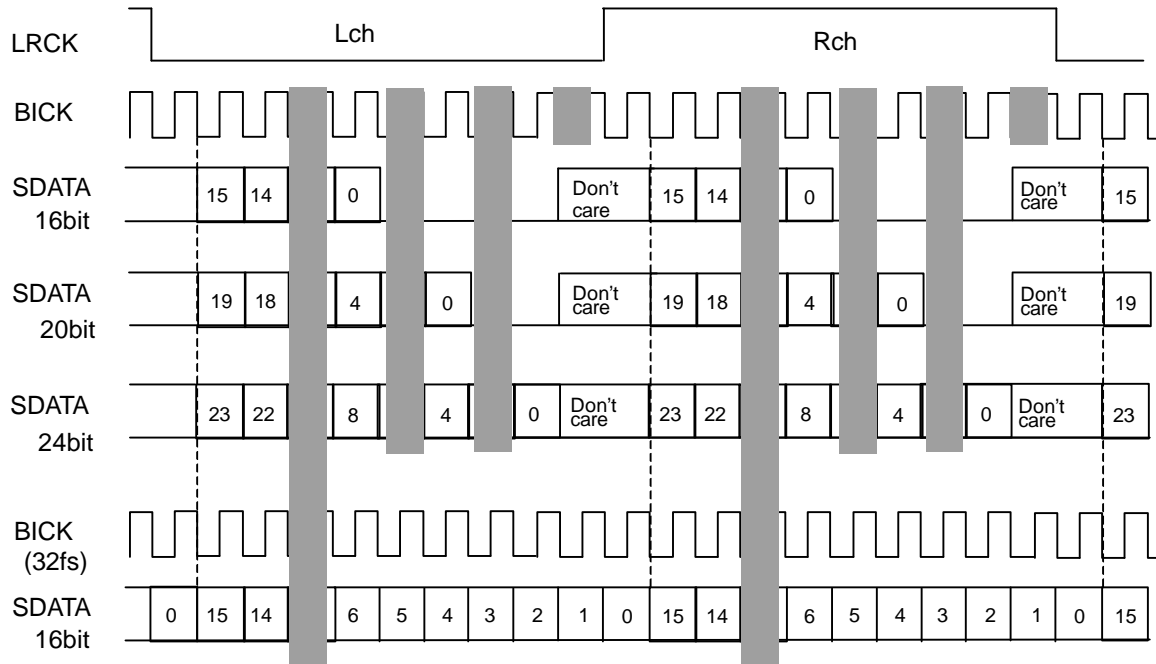 LRCK Lch Rch
BICK
SDATA 15 14 0 Don't 15 14 0 Don't 15
16bit care care
SDATA 19 18 4 0 Don't 19 18 4 0 Don't 19
20bit care care
SDATA 23 22 8 4 0 Don't 23 22 8 4 0 Don't 23
24bit care care
BICK
(32fs)
SDATA 0 15 14 6 5 4 3 2 1 0 15 14 6 5 4 3 2 1 0 15
16bit